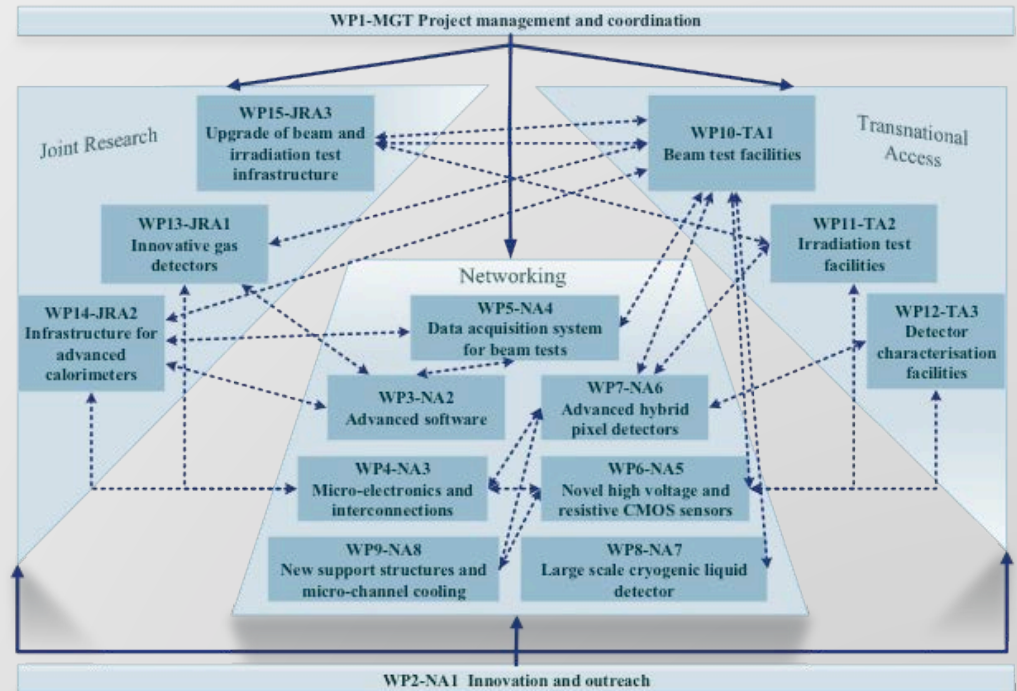 WP1-MGT Project management and coordination
Joint Research
WP15-JRA3
Upgrade of beam and
irradiation test
infrastructure
WP10-TA1
Beam test facilities
Transnational
Access
WP13-JRA1
Innovative gas
detectors
WP11-TA2
Irradiation test
facilities
Networking
WP14-JRA2
Infrastructure for
advanced
calorimeters
WP5-NA4
Data acquisition system
for beam tests
WP12-TA3
Detector
characterisation
facilities
WP3-NA2
Advanced software
WP7-NA6
Advanced hybrid
pixel detectors
WP4-NA3
Micro-electronics and
interconnections
WP6-NA5
Novel high voltage and
resistive CMOS sensors
WP9-NA8
New support structures and
micro-channel cooling
WP8-NA7
Large scale cryogenic liquid
detector
WP2-NA1 Innovation and outreach